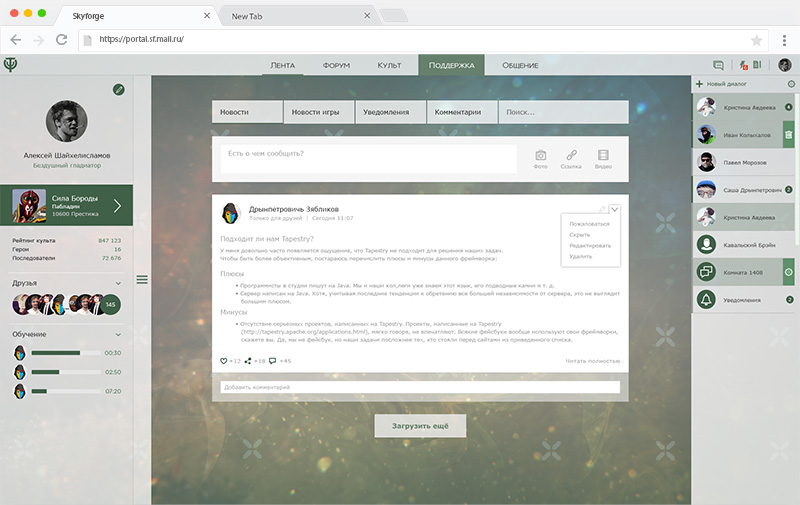 Skyforge
New Tab
https://portal.sf.mail.ru/
Лента
Форум
Культ
Поддержка
Общение
6
Алексей Шайхелисламов
Бездушный гладиатор
Сила Бороды
Пабладин
10600 Престижа
Рейтинг культа 847 123
Герои 16
Последователи 72 676
Друзья
145
Обучение
00:30
02:50
07:20
Новости
Новости игры
Уведомления
Комментарии
Поиск...
Есть о чем сообщить?
Фото
Ссылка
Видео
Дрынпетровичь Зябликов
Только для друзей | Сегодня 11:07
Пожаловаться
Скрыть
Редактировать
Удалить
Подходит ли нам Tapestry?
У меня довольно-часто появляется ощущение, что Tapestry не подходит для решения наших задач.
Чтобы быть более объективным, постараюсь перечислить плюсы и минусы данного фреймворка:
Плюсы
• Программисты в студии пишут на Java. Мы и наши кол,леги уже знаем этот язык, его подводные камни и т. д.
• Сервер написан на Java. Хотя, учитывая последние тенденции к обретению все большей независимости от сервера, это не выглядит
большим плюсом.
Минусы
• Отсутствие серьезных проектов, написанных на Tapestry. Проекты, написанные на Tapestry
(http://tapestry.apache.org/applications.html), мягко говоря, не впечатляют. Всякие фейсбуки вообще используют свои фреймворки,
скажете вы. Да, мы не фейсбук, но наши задачи посложнее тех, кто стояли перед сайтами из приведенного списка.
+12 +18 +45
Читать полностью
Добавить комментарий
Загрузить ещё
Новый диалог
Кристина Авдеева 4
Иван Копыхалов
Павел Морозов
Саша Дрынпетрович 2
Кристина Авдеева
Кавальский Брэйн
Комната 1408
Уведомления 2